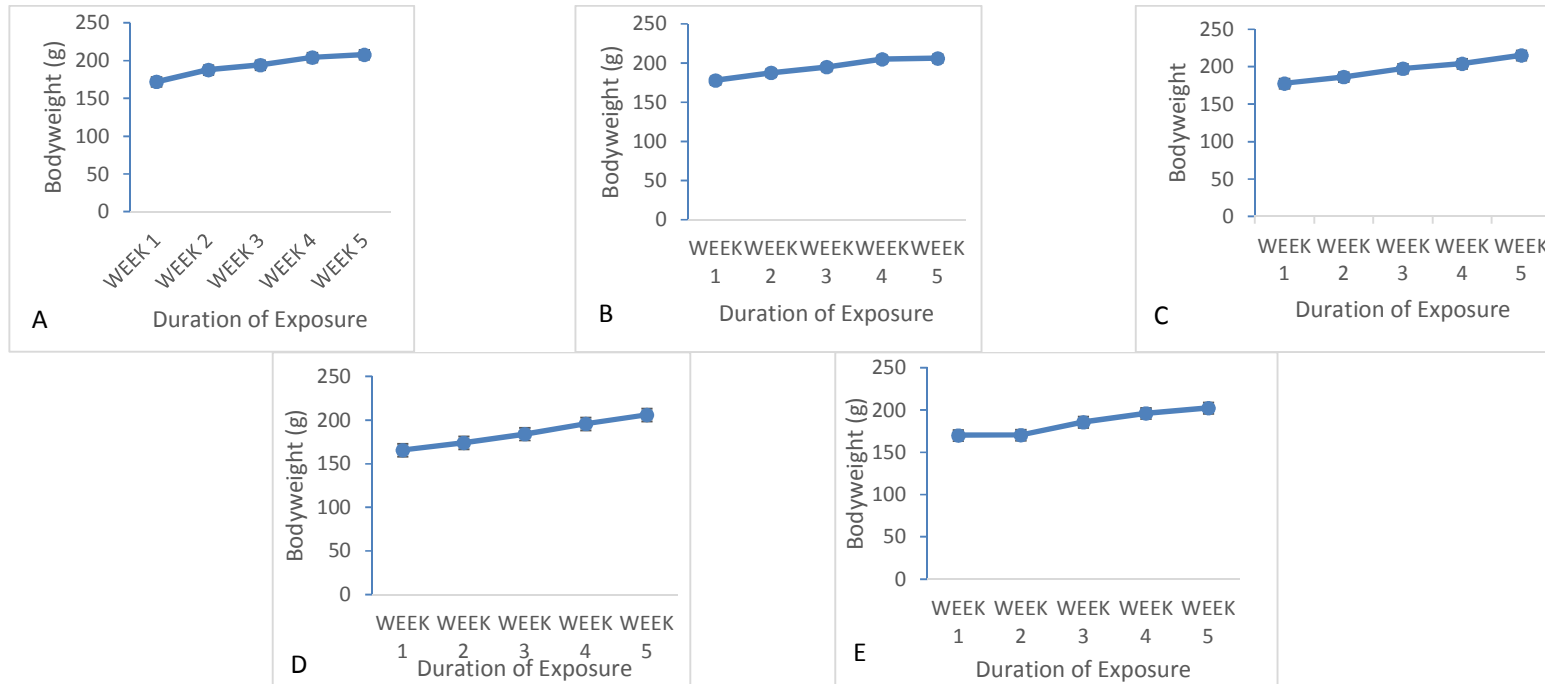 Bodyweight (g)
250
200
150
100
50
0
WEEK 1
WEEK 2
WEEK 3
WEEK 4
WEEK 5
A
Duration of Exposure
Bodyweight (g)
250
200
150
100
50
0
WEEK WEEK WEEK WEEK WEEK
1 2 3 4 5
B
Duration of Exposure
Bodyweight
250
200
150
100
50
0
WEEK WEEK WEEK WEEK WEEK
1 2 3 4 5
C
Duration of Exposure
Bodyweight (g)
250
200
150
100
50
0
WEEK WEEK WEEK WEEK WEEK
1 2 3 4 5
D
Duration of Exposure
Bodyweight (g)
250
200
150
100
50
0
WEEK WEEK WEEK WEEK WEEK
1 2 3 4 5
E
Duration of Exposure